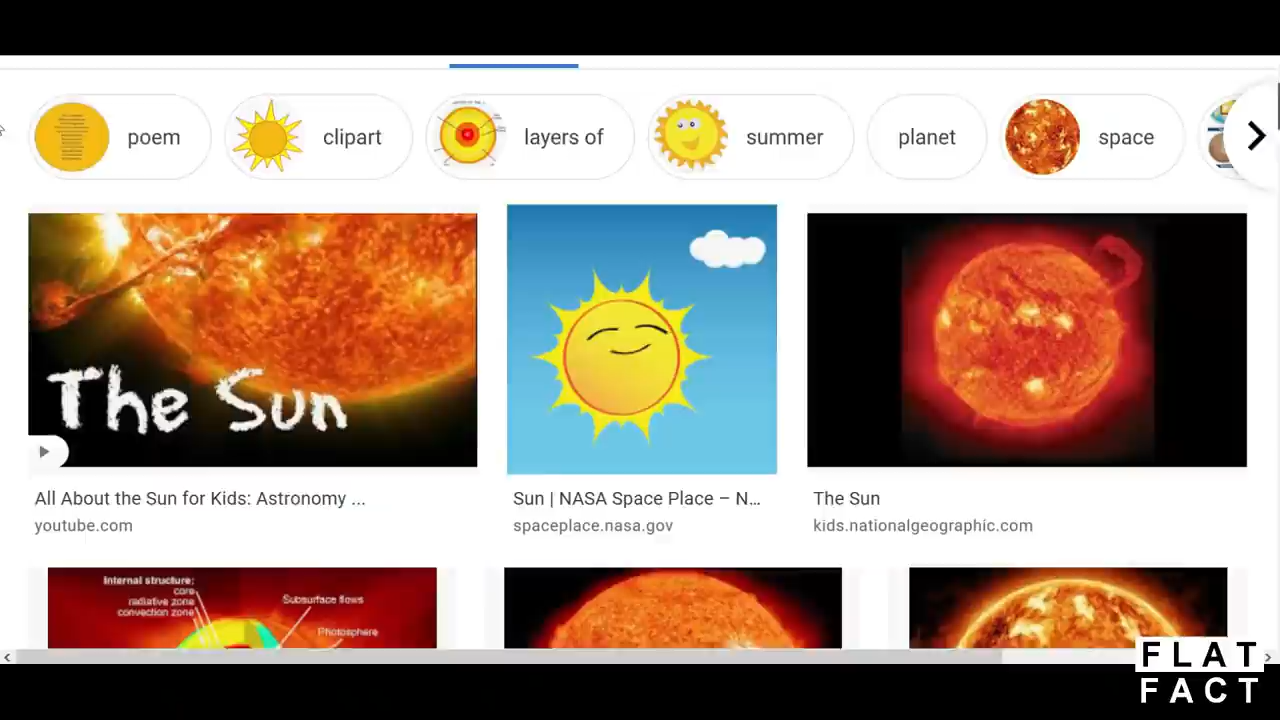 poem
clipart
layers of
summer
planet
space
The Sun
All About the Sun for Kids: Astronomy ...
youtube.com
Sun | NASA Space Place – N...
spaceplace.nasa.gov
The Sun
kids.nationalgeographic.com
Internal structure:
core
radiative zone
convection zone
Subsurface flows
Photosphere
FLAT
FACT